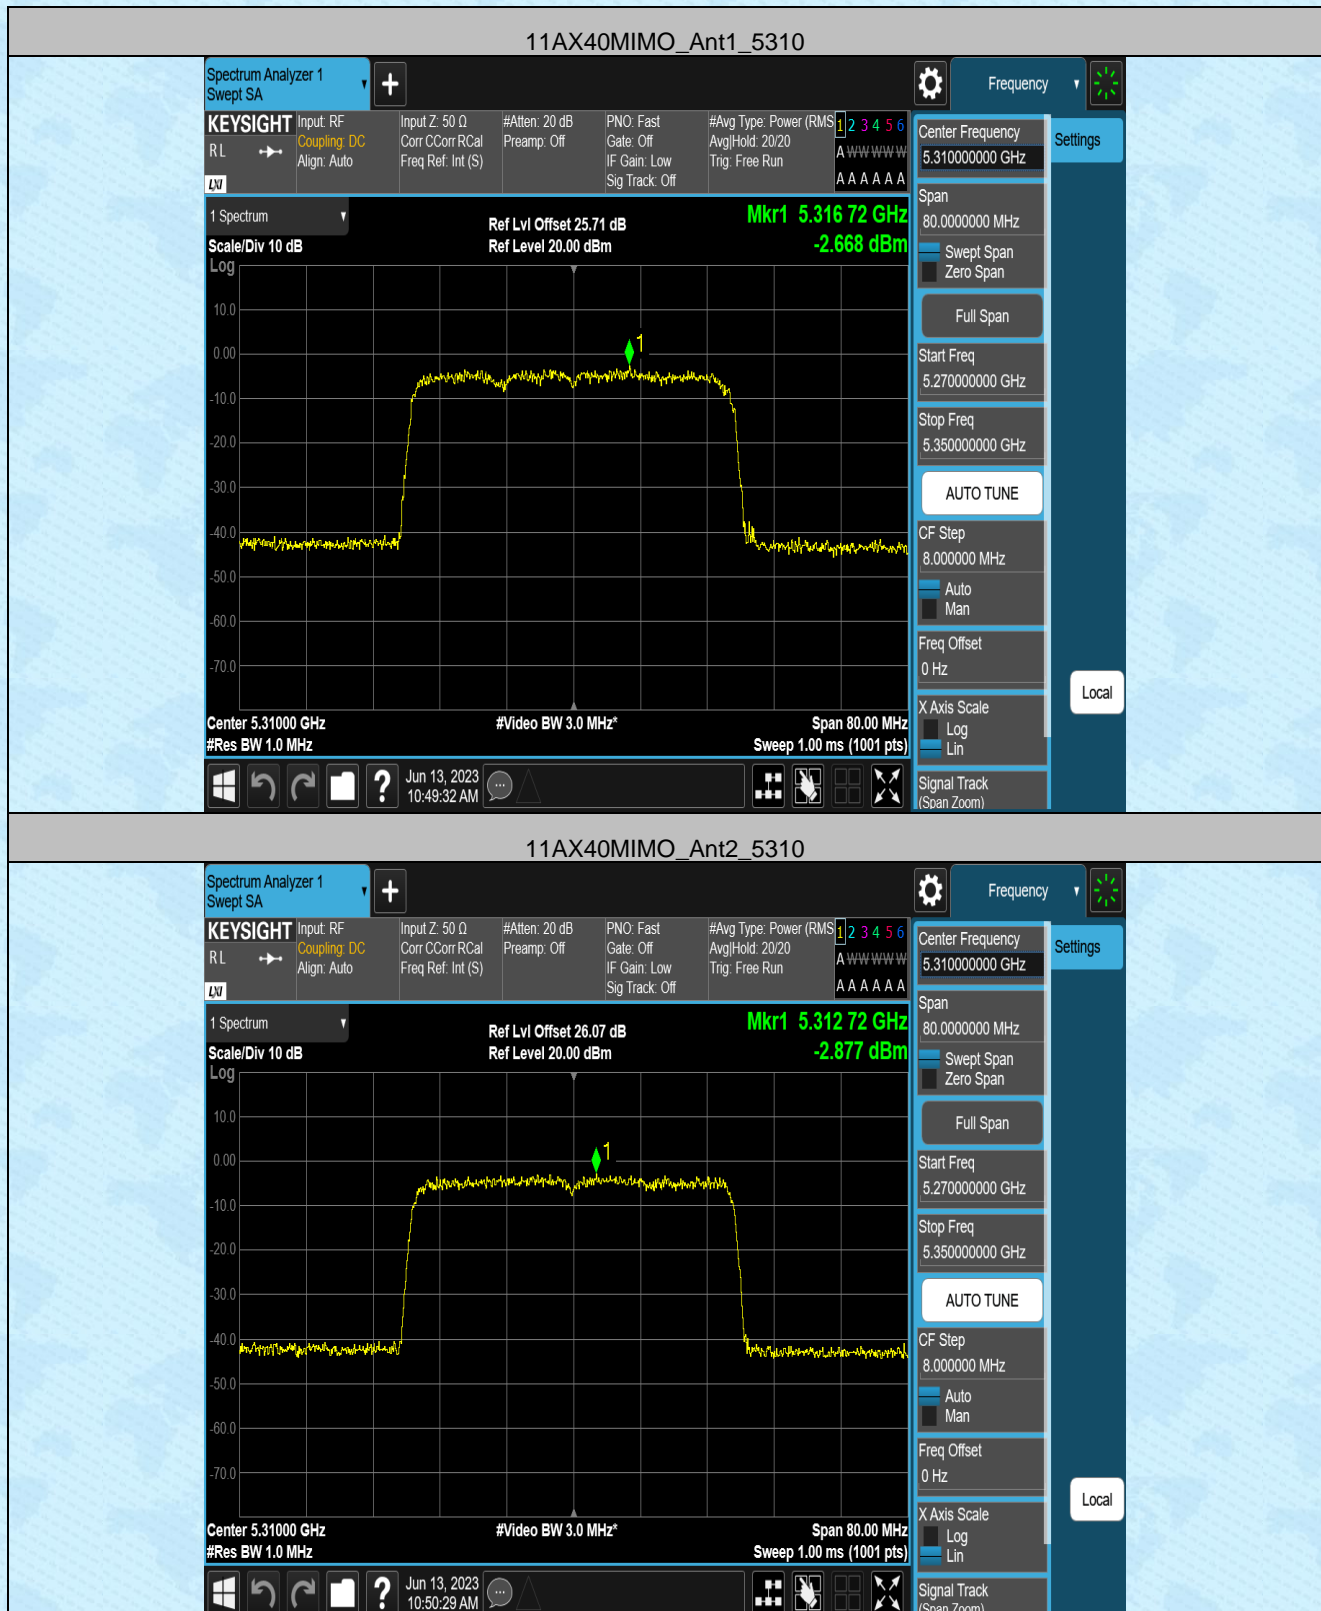 11AX40MIMO_Ant1_5310
Spectrum Analyzer 1
Swept SA
Frequency
KEYSIGHT
R L
LXI
Input: RF
Coupling: DC
Align: Auto
Input Z: 50 Ω
Corr CCorr RCal
Freq Ref: Int (S)
#Atten: 20 dB
Preamp: Off
PNO: Fast
Gate: Off
IF Gain: Low
Sig Track: Off
#Avg Type: Power (RMS
Avg|Hold: 20/20
Trig: Free Run
1 2 3 4 5 6
A W W W W W
A A A A A A
1 Spectrum
Scale/Div 10 dB
Log
Ref Lvl Offset 25.71 dB
Ref Level 20.00 dBm
Mkr1 5.316 72 GHz
-2.668 dBm
1
10.0
0.00
-10.0
-20.0
-30.0
-40.0
-50.0
-60.0
-70.0
Center 5.31000 GHz
#Res BW 1.0 MHz
#Video BW 3.0 MHz*
Span 80.00 MHz
Sweep 1.00 ms (1001 pts)
?
Jun 13, 2023
10:49:32 AM
Center Frequency
5.310000000 GHz
Settings
Span
80.0000000 MHz
Swept Span
Zero Span
Full Span
Start Freq
5.270000000 GHz
Stop Freq
5.350000000 GHz
AUTO TUNE
CF Step
8.000000 MHz
Auto
Man
Freq Offset
0 Hz
Local
X Axis Scale
Log
Lin
Signal Track
(Span Zoom)
11AX40MIMO_Ant2_5310
Spectrum Analyzer 1
Swept SA
Frequency
KEYSIGHT
R L
LXI
Input: RF
Coupling: DC
Align: Auto
Input Z: 50 Ω
Corr CCorr RCal
Freq Ref: Int (S)
#Atten: 20 dB
Preamp: Off
PNO: Fast
Gate: Off
IF Gain: Low
Sig Track: Off
#Avg Type: Power (RMS
Avg|Hold: 20/20
Trig: Free Run
1 2 3 4 5 6
A W W W W W
A A A A A A
1 Spectrum
Scale/Div 10 dB
Log
Ref Lvl Offset 26.07 dB
Ref Level 20.00 dBm
Mkr1 5.312 72 GHz
-2.877 dBm
1
10.0
0.00
-10.0
-20.0
-30.0
-40.0
-50.0
-60.0
-70.0
Center 5.31000 GHz
#Res BW 1.0 MHz
#Video BW 3.0 MHz*
Span 80.00 MHz
Sweep 1.00 ms (1001 pts)
?
Jun 13, 2023
10:50:29 AM
Center Frequency
5.310000000 GHz
Settings
Span
80.0000000 MHz
Swept Span
Zero Span
Full Span
Start Freq
5.270000000 GHz
Stop Freq
5.350000000 GHz
AUTO TUNE
CF Step
8.000000 MHz
Auto
Man
Freq Offset
0 Hz
Local
X Axis Scale
Log
Lin
Signal Track
(Span Zoom)